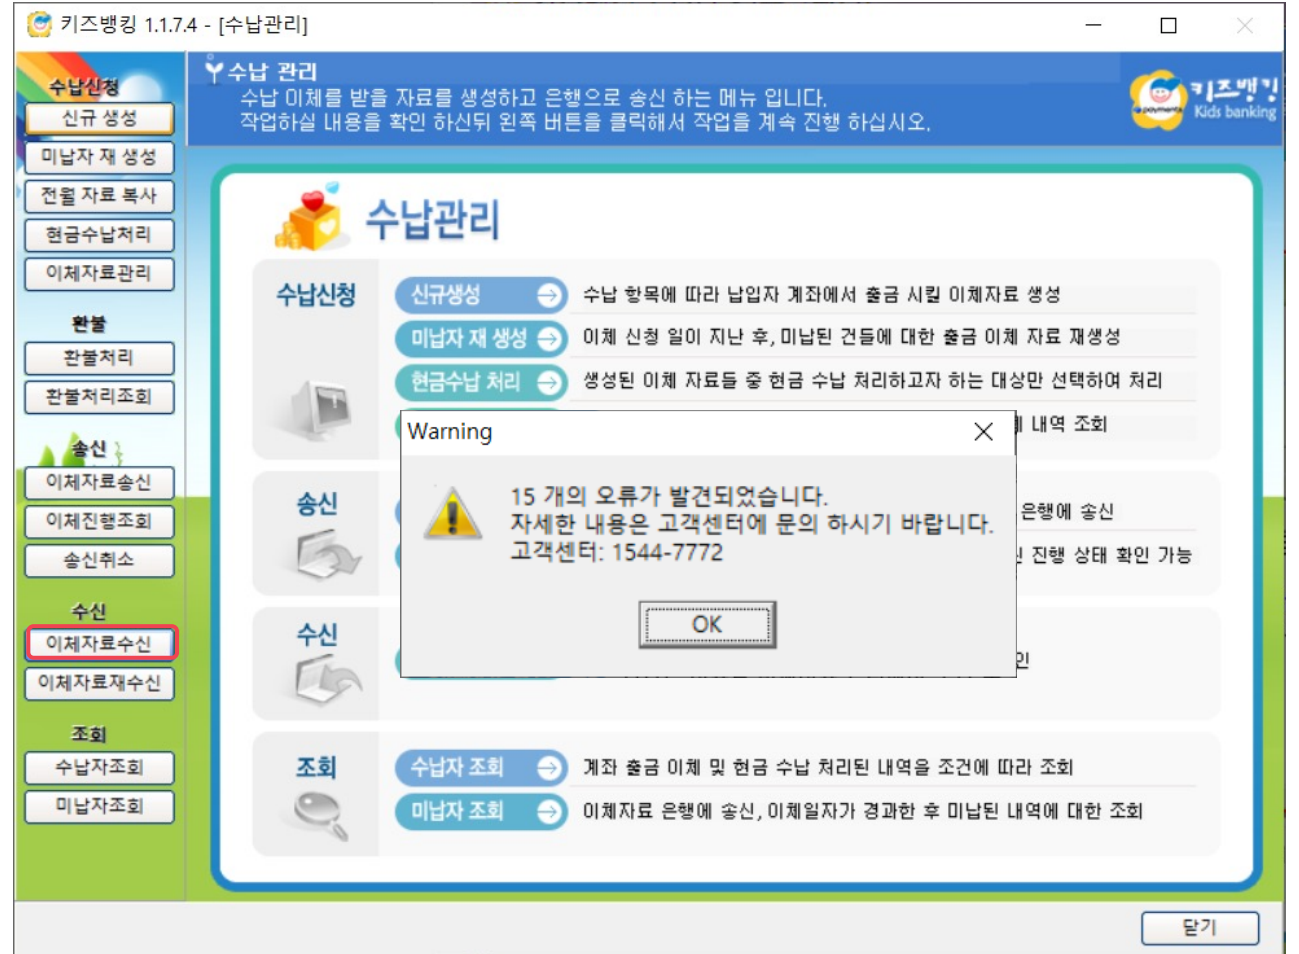 키즈뱅킹 1.1.7.4 - [수납관리]
수납 관리
수납 이체를 받을 자료를 생성하고 은행으로 송신 하는 메뉴 입니다.
작업하실 내용을 확인 하신뒤 왼쪽 버튼을 클릭해서 작업을 계속 진행 하십시오.
키즈뱅킹
Kids banking
epayments
수납신청
신규 생성
미납자 재 생성
전월 자료 복사
현금수납처리
이체자료관리
환불
환불처리
환불처리조회
송신
이체자료송신
이체진행조회
송신취소
수신
이체자료수신
이체자료재수신
조회
수납자조회
미납자조회
수납관리
수납신청
신규생성 수납 항목에 따라 납입자 계좌에서 출금 시킬 이체자료 생성
미납자 재 생성 이체 신청 일이 지난 후, 미납된 건들에 대한 출금 이체 자료 재생성
현금수납 처리 생성된 이체 자료들 중 현금 수납 처리하고자 하는 대상만 선택하여 처리
내역 조회
송신
은행에 송신
진행 상태 확인 가능
수신
인
조회
수납자 조회 계좌 출금 이체 및 현금 수납 처리된 내역을 조건에 따라 조회
미납자 조회 이체자료 은행에 송신, 이체일자가 경과한 후 미납된 내역에 대한 조회
Warning
15 개의 오류가 발견되었습니다.
자세한 내용은 고객센터에 문의 하시기 바랍니다.
고객센터: 1544-7772
OK
닫기